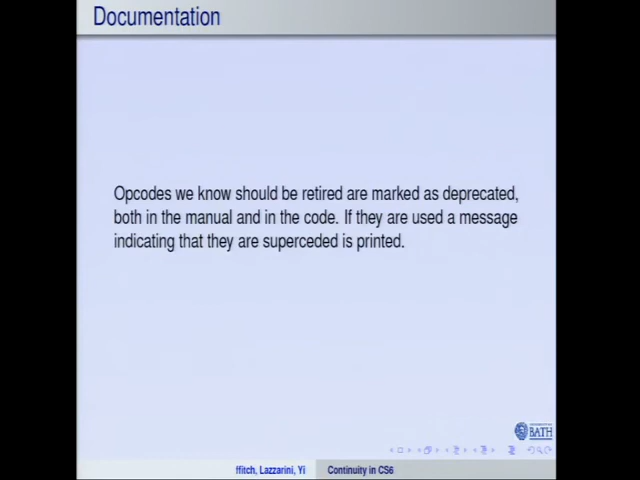 Documentation
Opcodes we know should be retired are marked as deprecated,
both in the manual and in the code. If they are used a message
indicating that they are superceded is printed.
BATH
ffitch, Lazzarini, Yi
Continuity in CS6